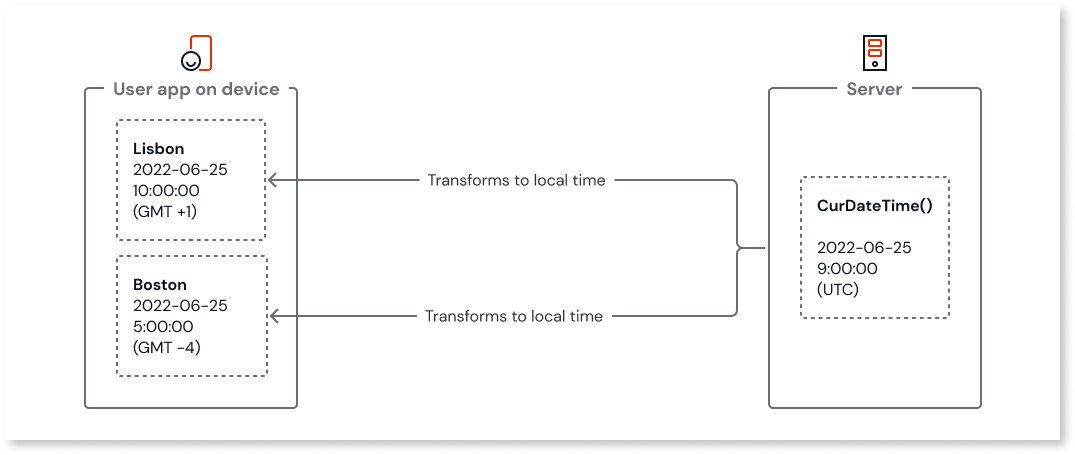 User app on device
Lisbon
2022-06-25
10:00:00
(GMT +1)
Boston
2022-06-25
5:00:00
(GMT -4)
Transforms to local time
Transforms to local time
Server
CurDateTime()
2022-06-25
9:00:00
(UTC)